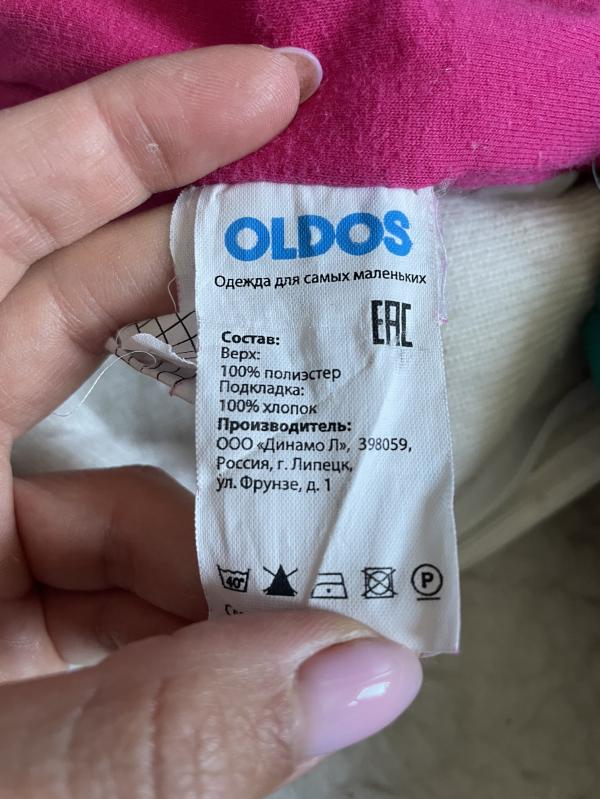 OLDOS
Одежда для самых маленьких
EAC
Состав:
Верх:
100% полиэстер
Подкладка:
100% хлопок
Производитель:
ООО «Динамо Л», 398059,
Россия, г. Липецк,
ул. Фрунзе, д. 1
40° P